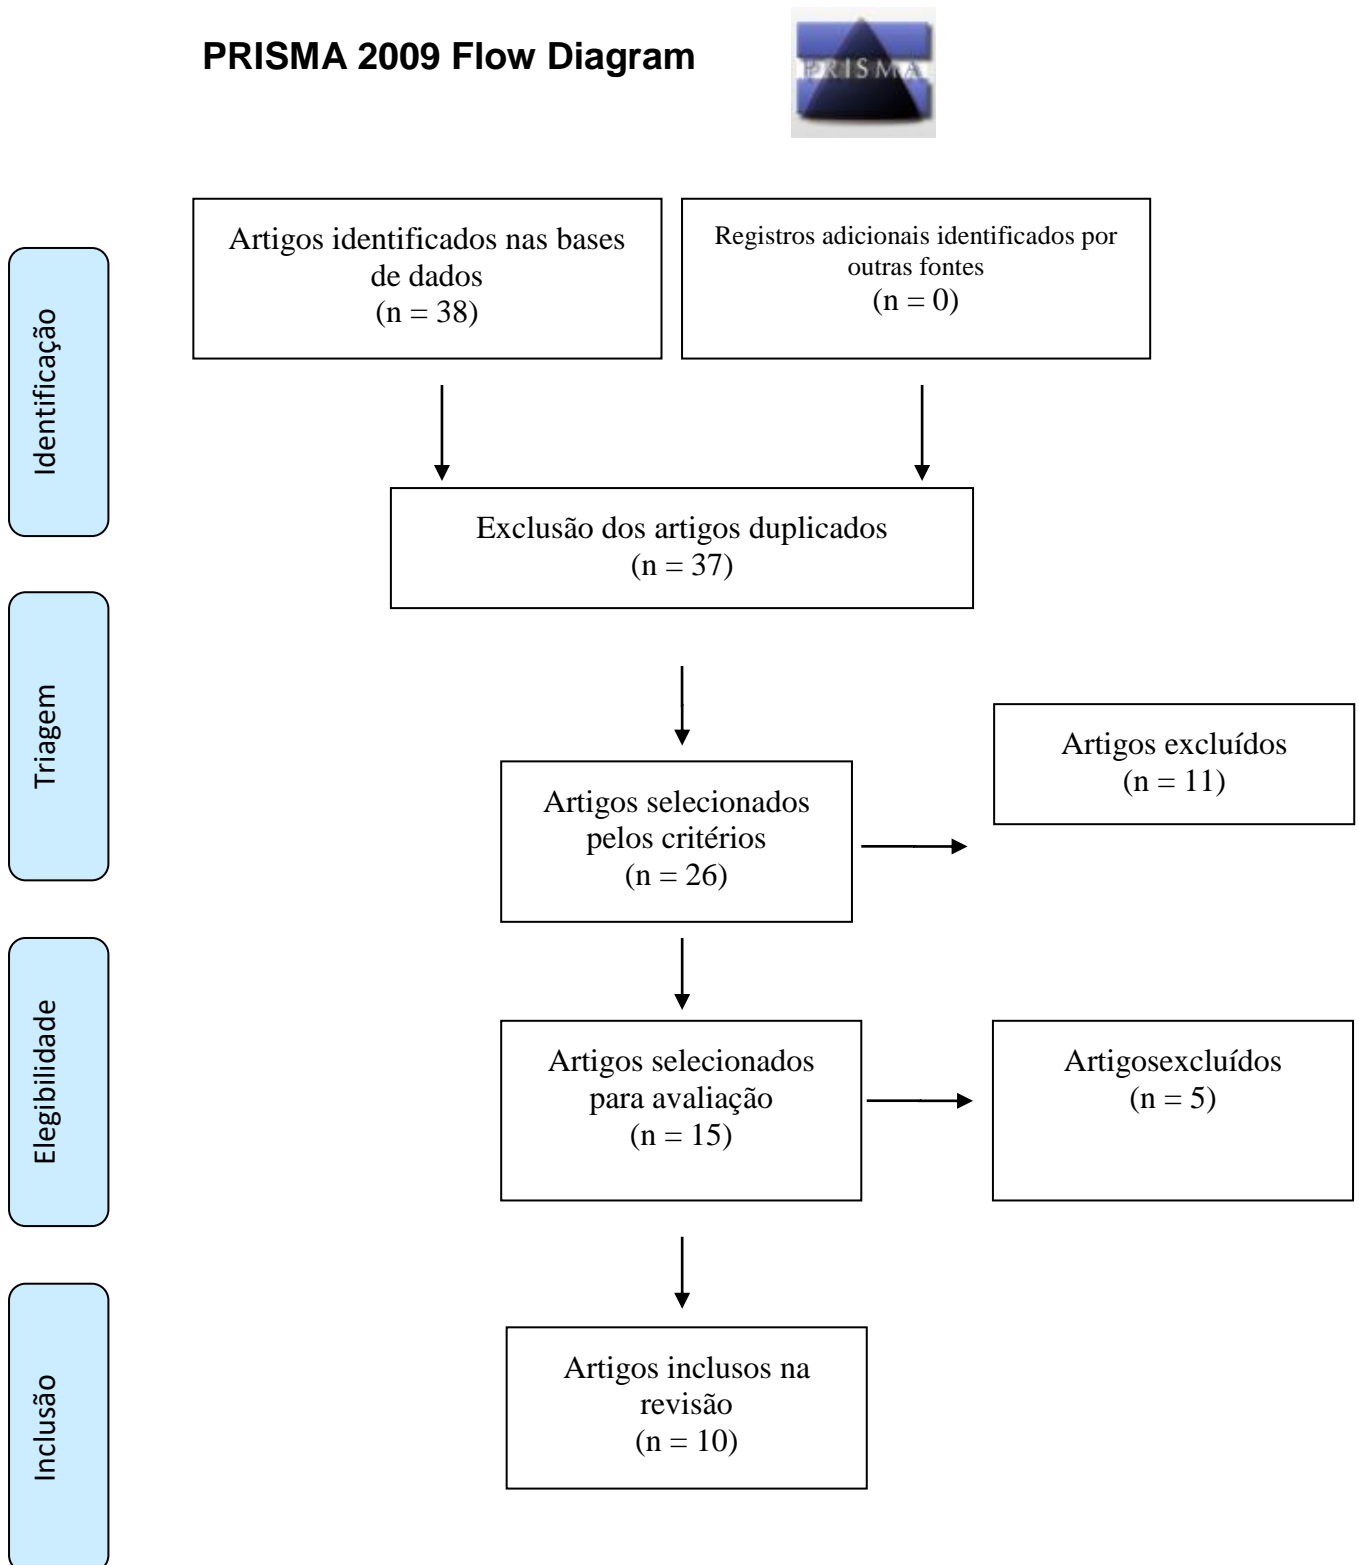 PRISMA 2009 Flow Diagram
PRISMA
Artigos identificados nas bases
de dados
(n = 38)
Registros adicionais identificados por
outras fontes
(n = 0)
Identificação
Exclusão dos artigos duplicados
(n = 37)
Triagem
Artigos selecionados
pelos critérios
(n = 26)
Artigos excluídos
(n = 11)
Elegibilidade
Artigos selecionados
para avaliação
(n = 15)
Artigosexcluídos
(n = 5)
Inclusão
Artigos inclusos na
revisão
(n = 10)